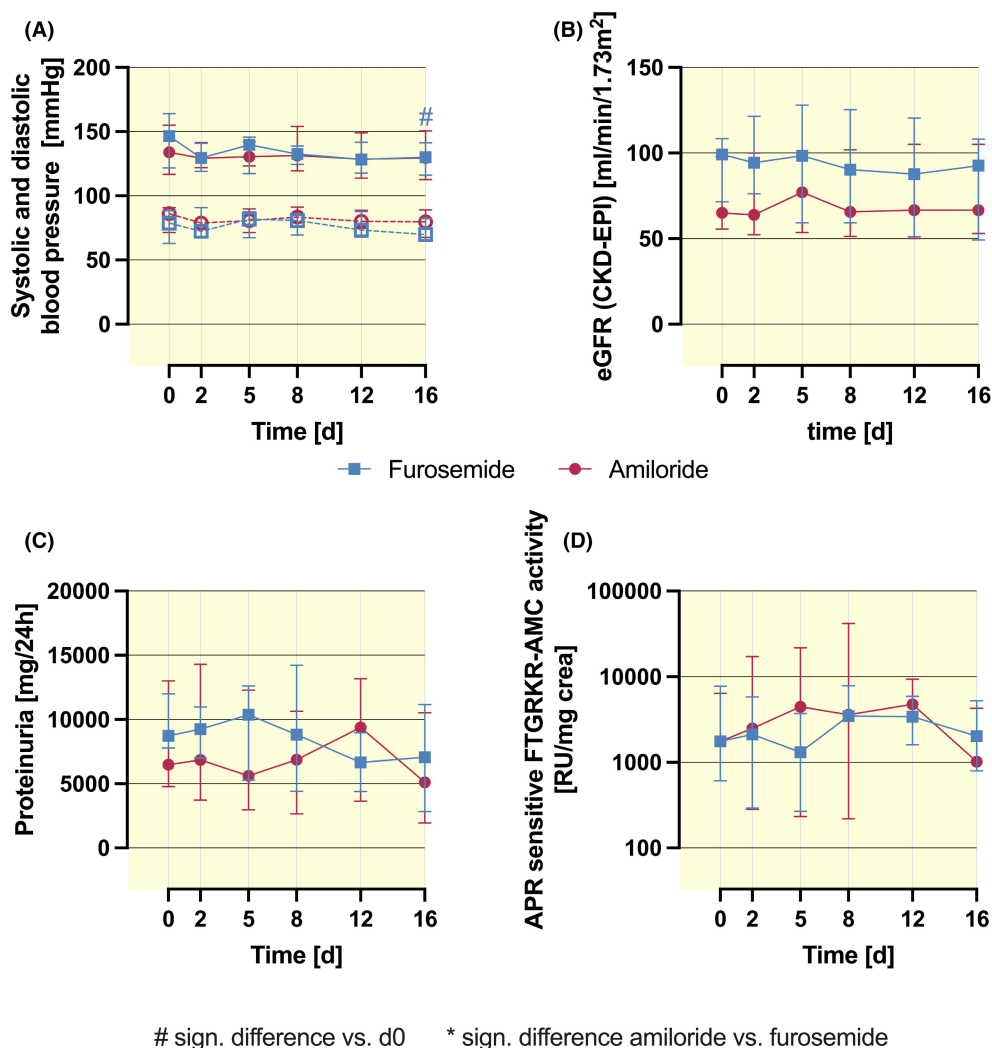 (A)
Systolic and diastolic
blood pressure [mmHg]
200
150
100
50
0
#
0 2 5 8 12 16
Time [d]
(B)
eGFR (CKD-EPI) [ml/min/1.73m²]
150
100
50
0
0 2 5 8 12 16
time [d]
Furosemide Amiloride
(C)
Proteinuria [mg/24h]
20000
15000
10000
5000
0
0 2 5 8 12 16
Time [d]
(D)
APR sensitive FTGRKR-AMC activity
[RU/mg crea]
100000
10000
1000
100
0 2 5 8 12 16
Time [d]
# sign. difference vs. d0 * sign. difference amiloride vs. furosemide